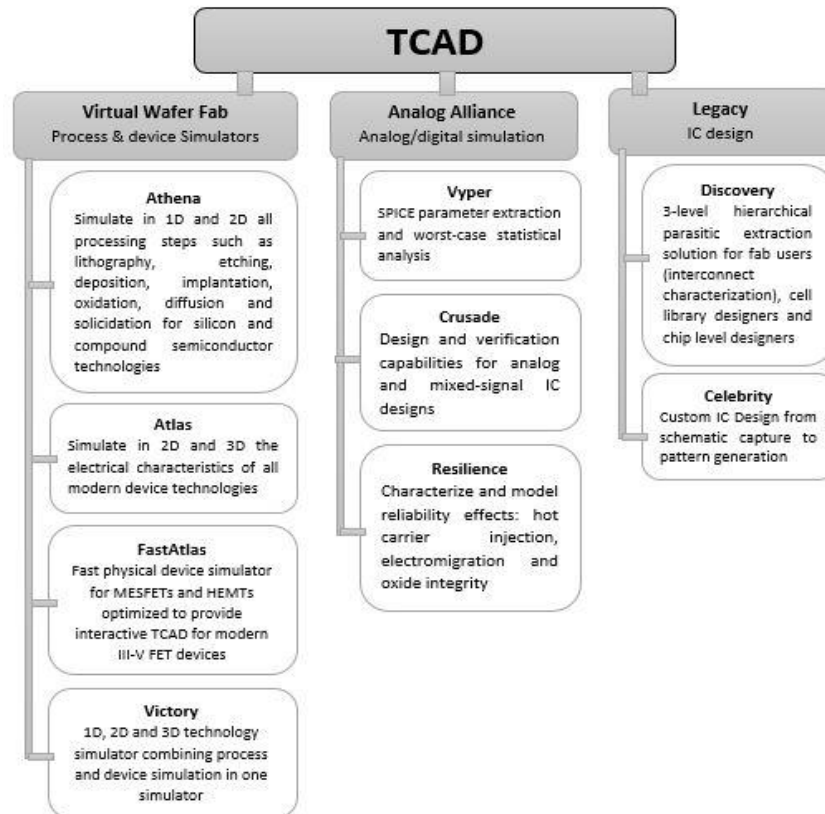 TCAD
Virtual Wafer Fab
Process & device Simulators
Athena
Simulate in 1D and 2D all
processing steps such as
lithography, etching,
deposition, implantation,
oxidation, diffusion and
solicidation for silicon and
compound semiconductor
technologies
Atlas
Simulate in 2D and 3D the
electrical characteristics of all
modern device technologies
FastAtlas
Fast physical device simulator
for MESFETs and HEMTs
optimized to provide
interactive TCAD for modern
III-V FET devices
Victory
1D, 2D and 3D technology
simulator combining process
and device simulation in one
simulator
Analog Alliance
Analog/digital simulation
Vyper
SPICE parameter extraction
and worst-case statistical
analysis
Crusade
Design and verification
capabilities for analog
and mixed-signal IC
designs
Resilience
Characterize and model
reliability effects: hot
carrier injection,
electromigration and
oxide integrity
Legacy
IC design
Discovery
3-level hierarchical
parasitic extraction
solution for fab users
(interconnect
characterization), cell
library designers and
chip level designers
Celebrity
Custom IC Design from
schematic capture to
pattern generation